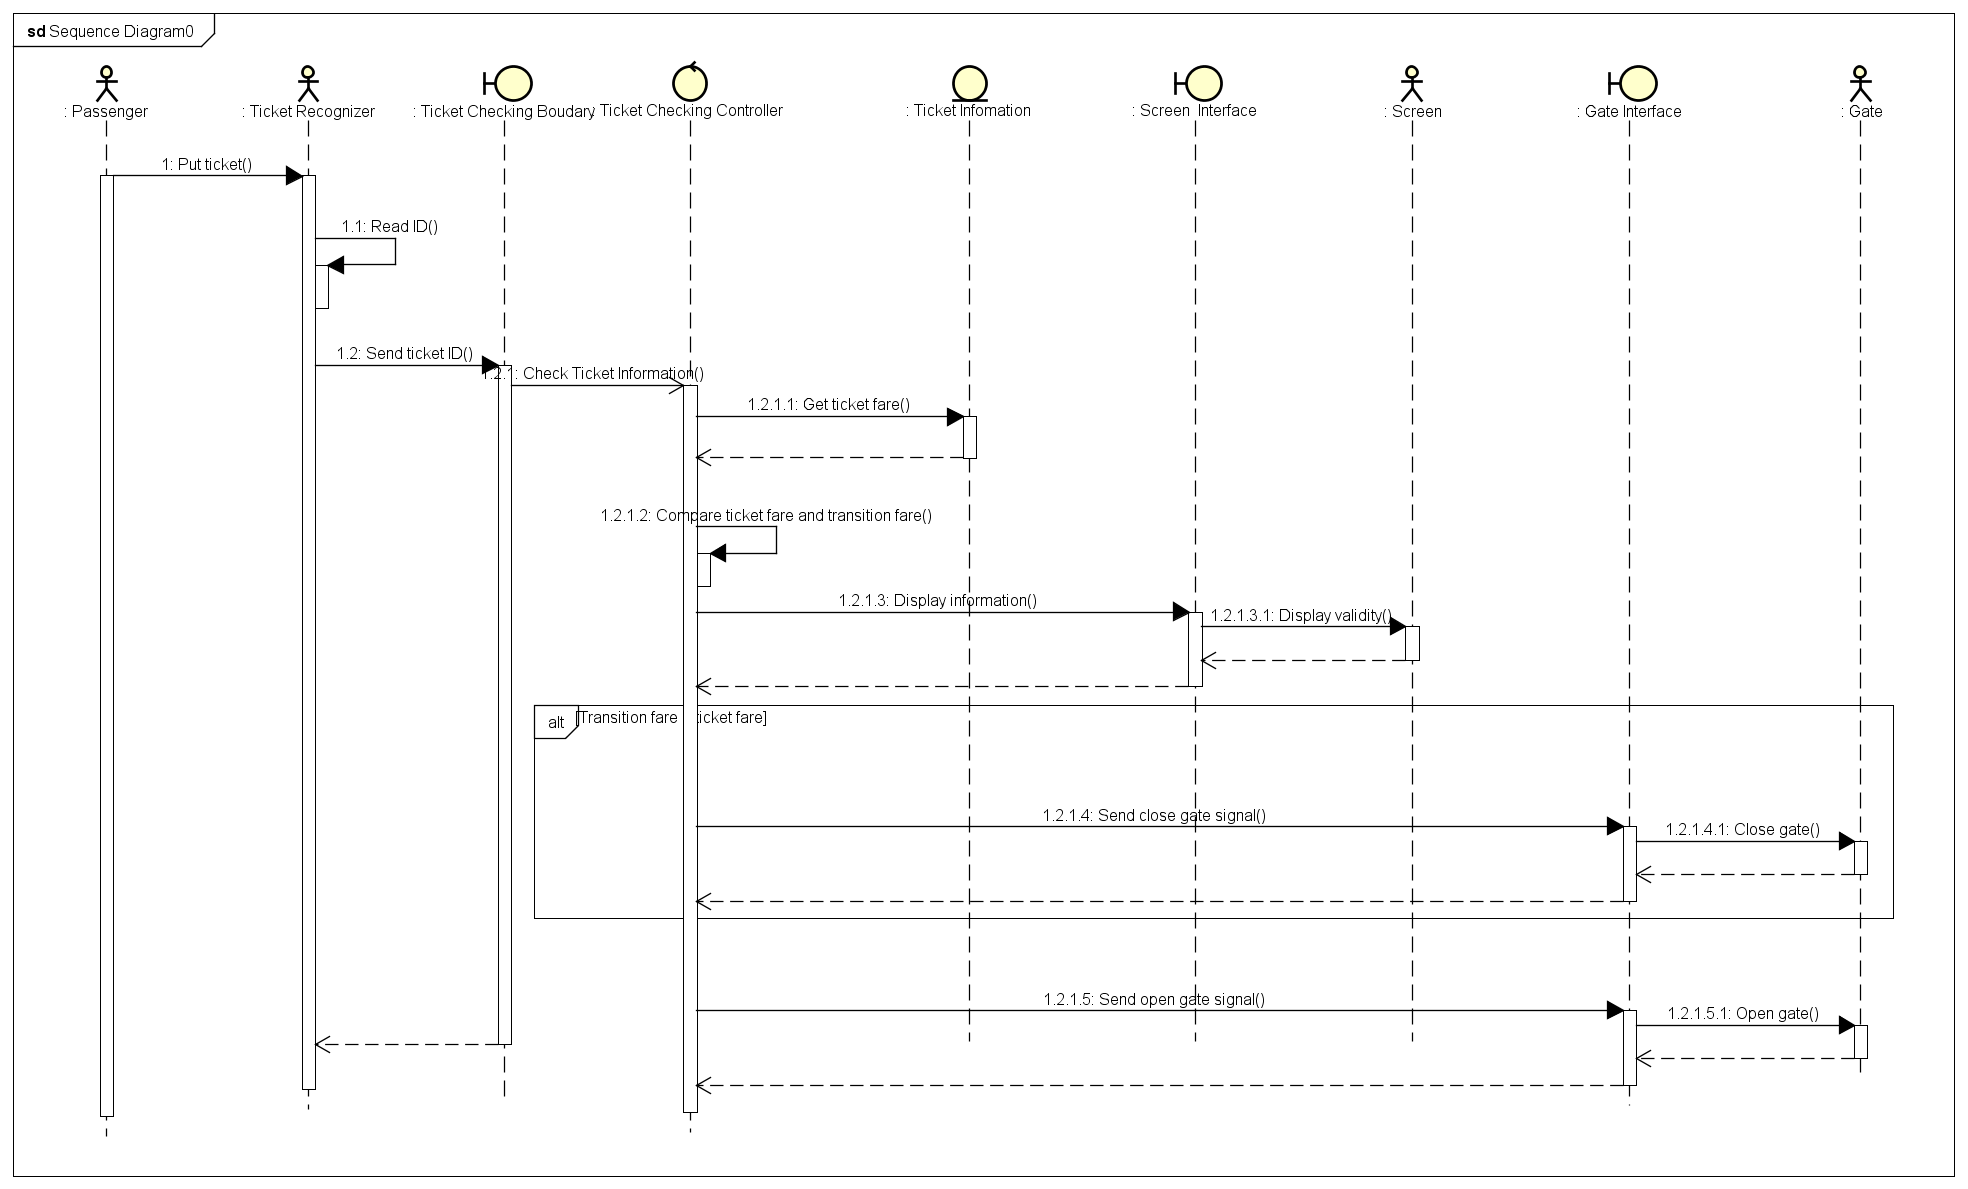 sd Sequence Diagram0
: Passenger
: Ticket Recognizer
: Ticket Checking Boudary
: Ticket Checking Controller
: Ticket Infomation
: Screen Interface
: Screen
: Gate Interface
: Gate
1: Put ticket()
1.1: Read ID()
1.2: Send ticket ID()
1.2.1: Check Ticket Information()
1.2.1.1: Get ticket fare()
1.2.1.2: Compare ticket fare and transition fare()
1.2.1.3: Display information()
1.2.1.3.1: Display validity()
alt
[Transition fare ticket fare]
1.2.1.4: Send close gate signal()
1.2.1.4.1: Close gate()
1.2.1.5: Send open gate signal()
1.2.1.5.1: Open gate()